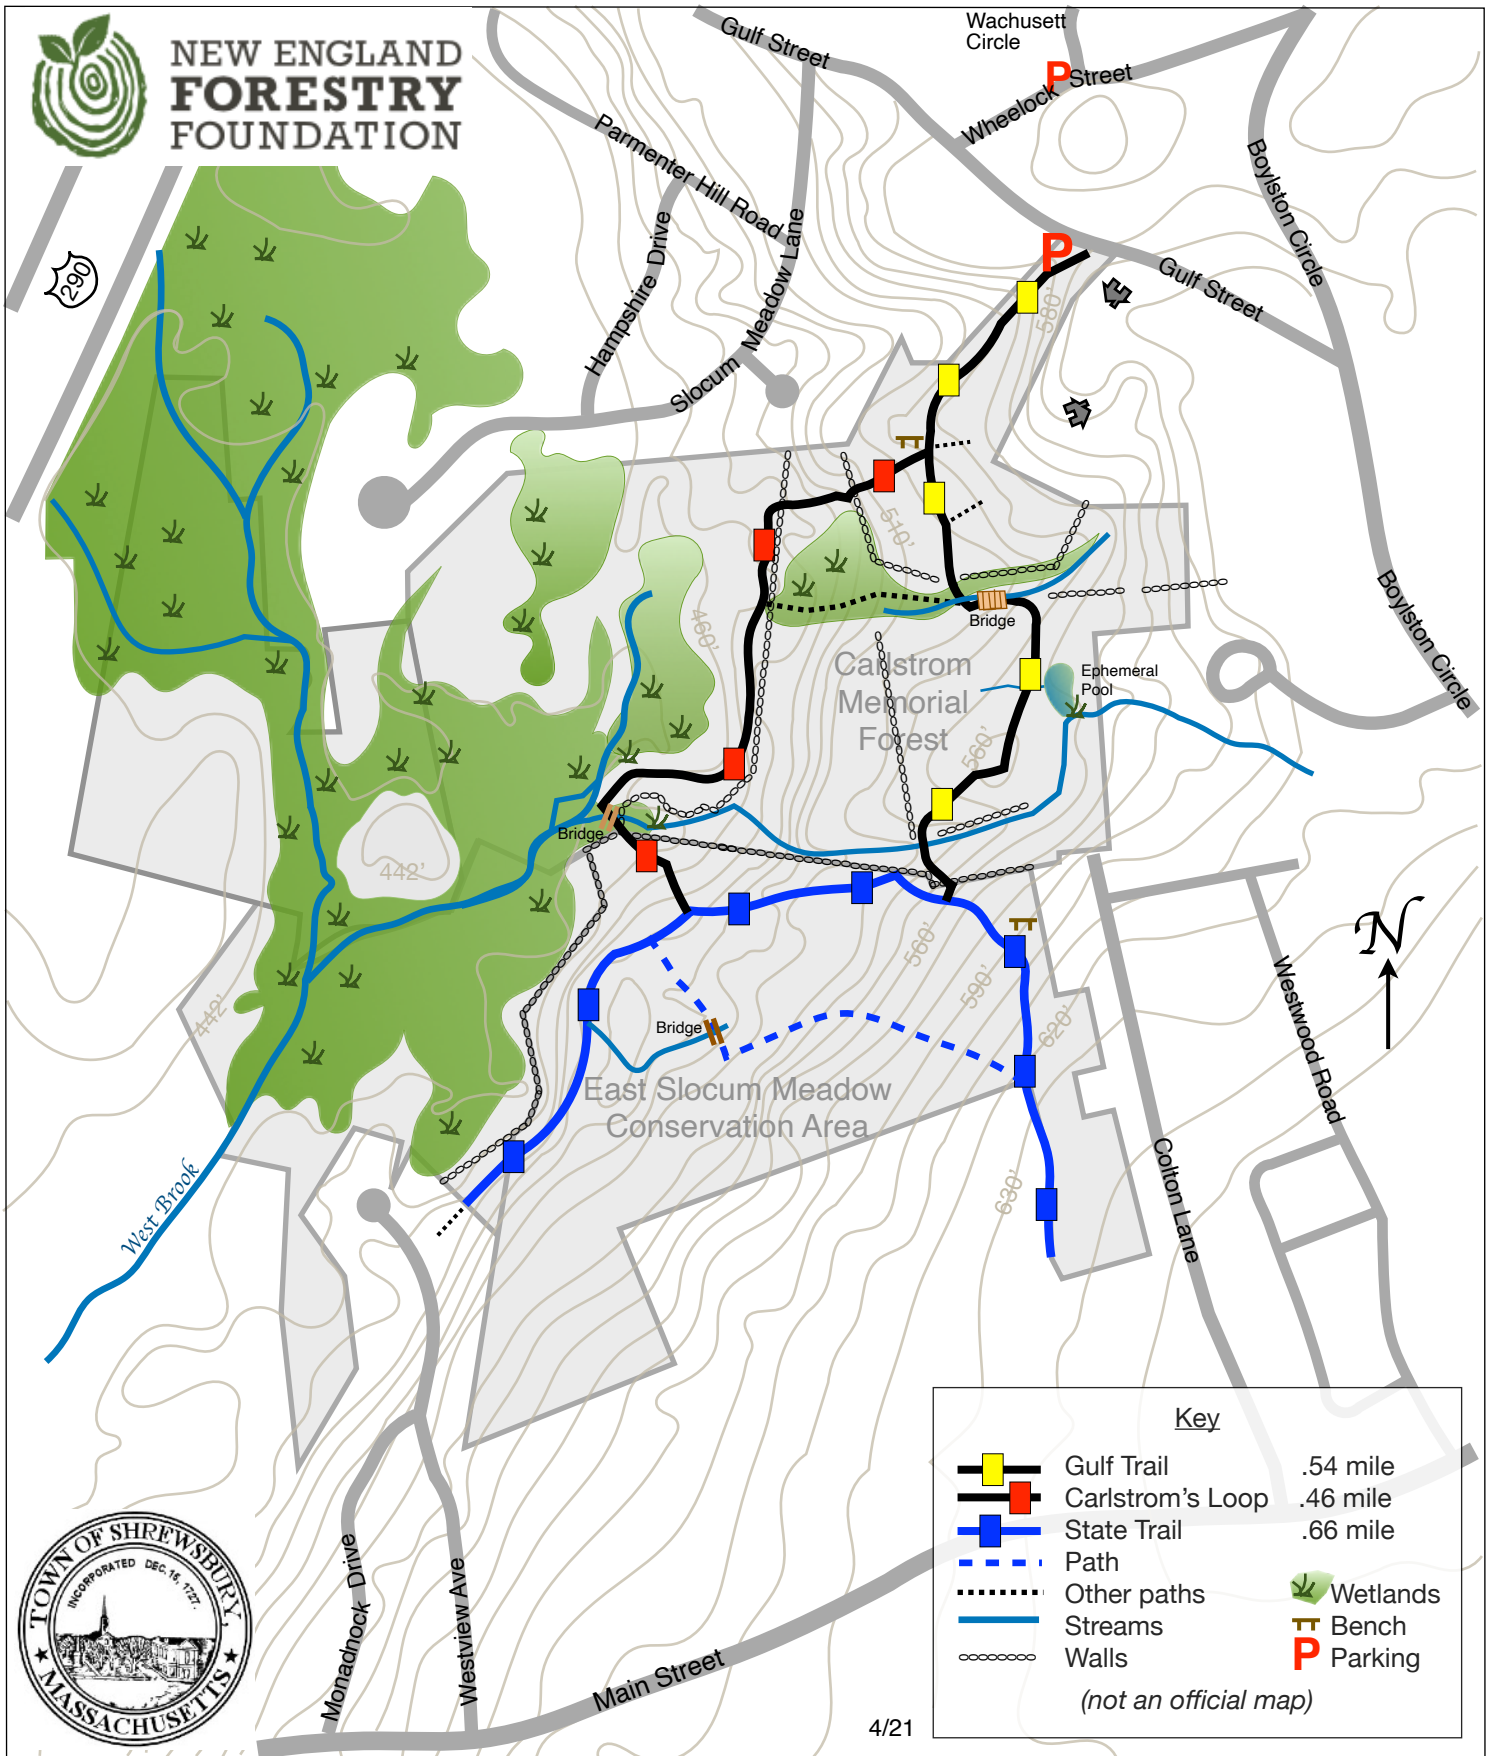 NEW ENGLAND
FORESTRY
FOUNDATION
Gulf Street
Wachusett
Circle
P
Wheelock Street
Parmenter Hill Road
Boylston Circle
290
Hampshire Drive
Slocum Meadow Lane
P
Gulf Street
580'
510'
Boylston Circle
460'
Bridge
Carlstrom
Memorial
Forest
Ephemeral
Pool
560'
Bridge
442'
N
560'
590'
620'
442'
Bridge
Westwood Road
East Slocum Meadow
Conservation Area
West Brook
630'
Colton Lane
Key
Gulf Trail .54 mile
Carlstrom's Loop .46 mile
State Trail .66 mile
Path
Other paths Wetlands
Streams Bench
Walls P Parking
(not an official map)
TOWN OF SHREWSBURY,
INCORPORATED DEC. 15, 1727.
MASSACHUSETTS
Monadnock Drive
Westview Ave
Main Street
4/21